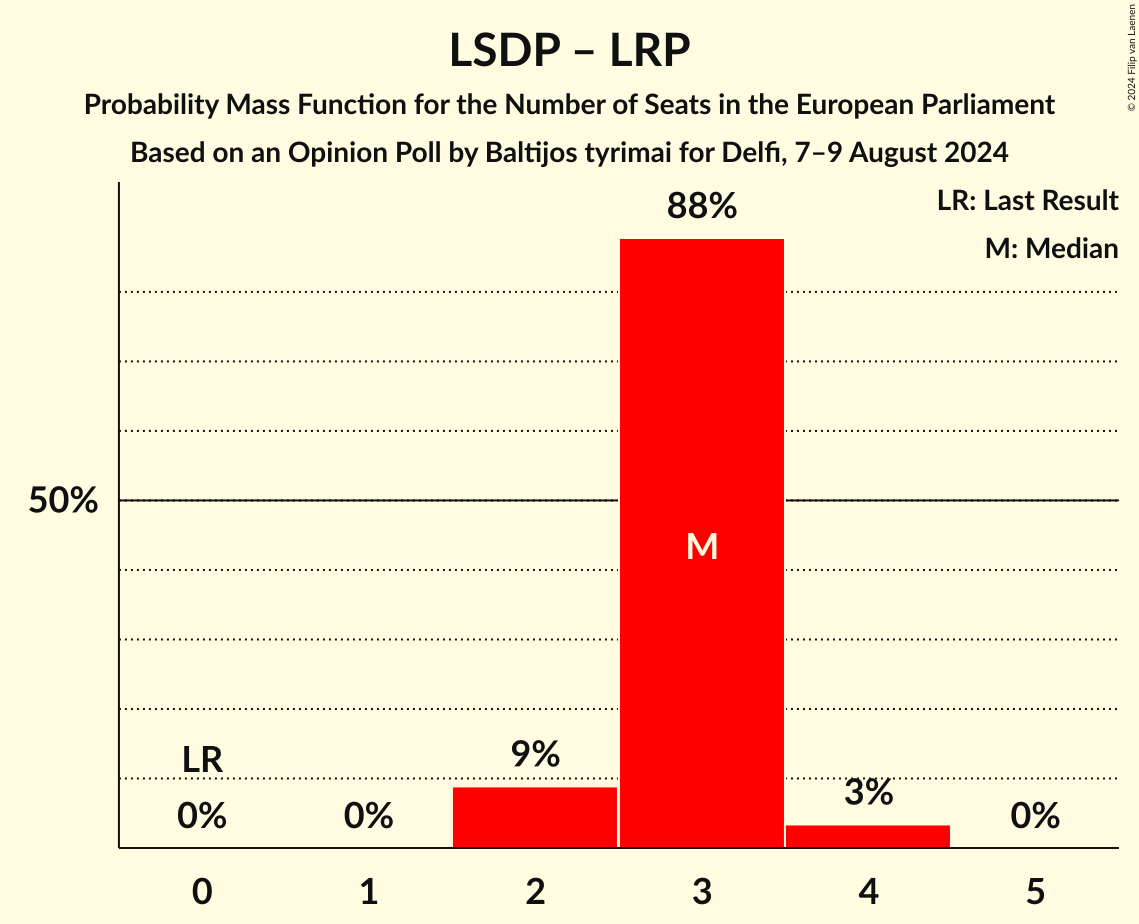 LSDP – LRP
Probability Mass Function for the Number of Seats in the European Parliament
Based on an Opinion Poll by Baltijos tyrimai for Delfi, 7–9 August 2024
© 2024 Filip van Laenen
LR: Last Result
M: Median
88%
50%
M
LR
0%
0%
9%
3%
0%
0
1
2
3
4
5